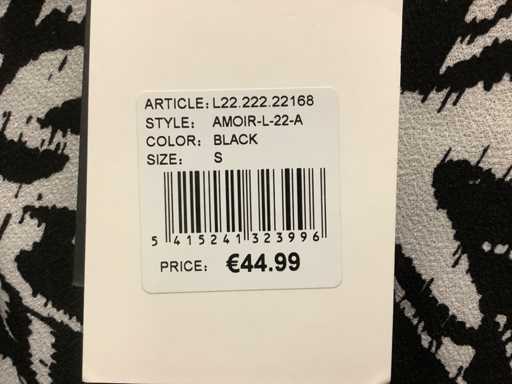 ARTICLE: L22.222.22168
STYLE: AMOIR-L-22-A
COLOR: BLACK
SIZE: S
5 415241 323996
PRICE: €44.99